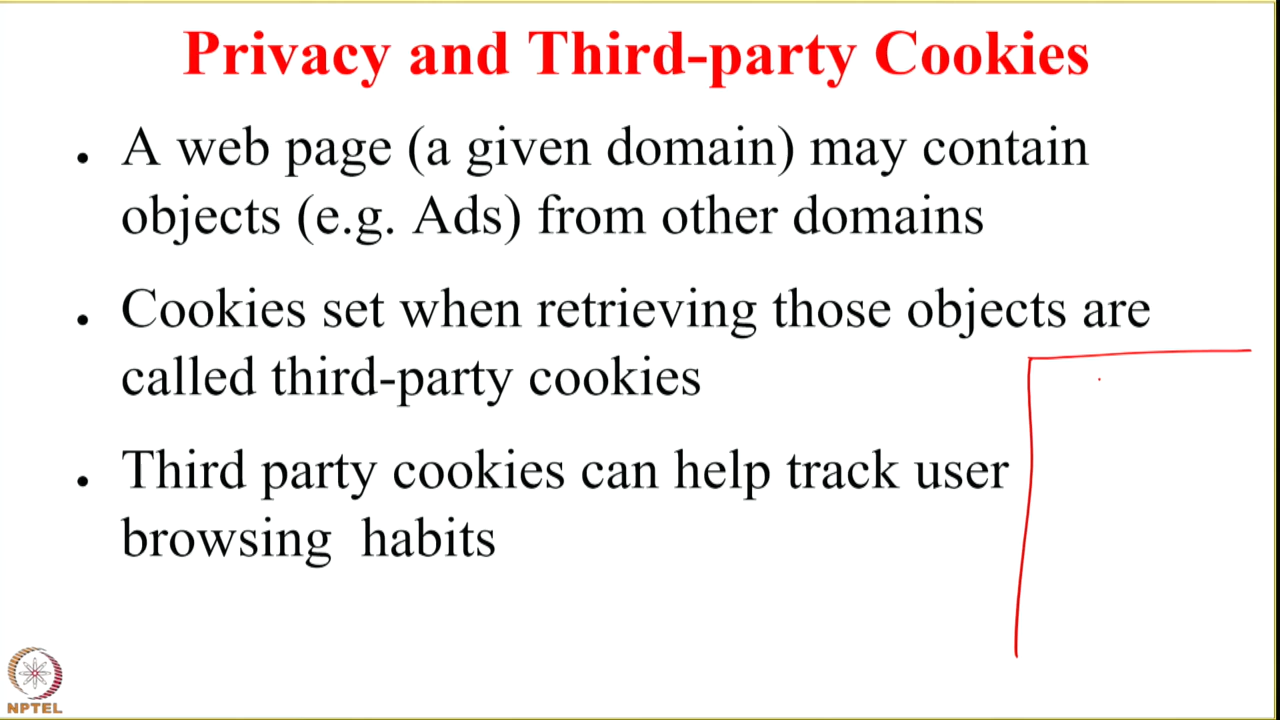 Privacy and Third-party Cookies
• A web page (a given domain) may contain
objects (e.g. Ads) from other domains
• Cookies set when retrieving those objects are
called third-party cookies
• Third party cookies can help track user
browsing habits
NPTEL